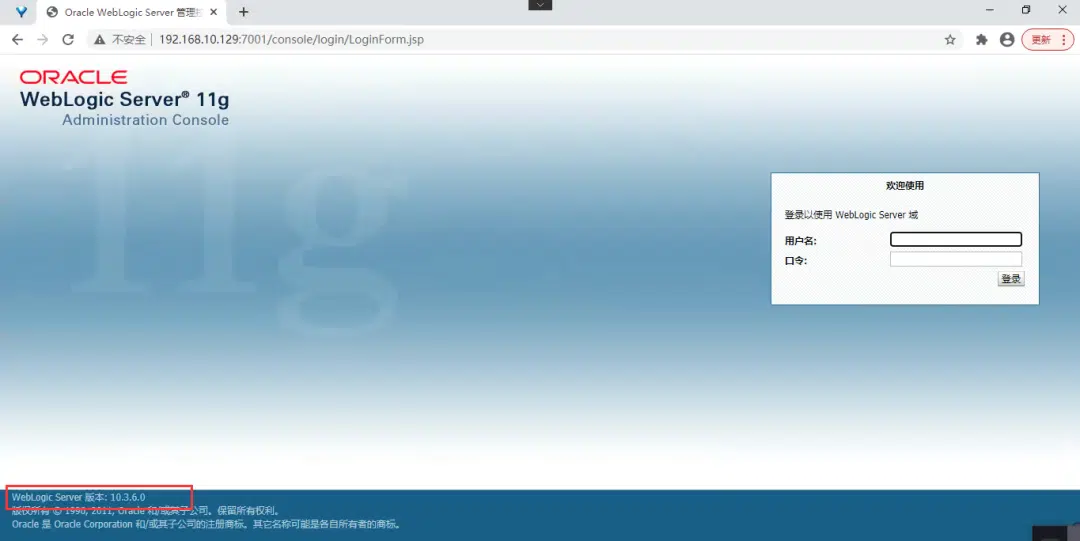 Oracle WebLogic Server 管理控
不安全
192.168.10.129:7001/console/login/LoginForm.jsp
更新
ORACLE
WebLogic Server® 11g
Administration Console
11g
欢迎使用
登录以使用 WebLogic Server 域
用户名:
口令:
登录
WebLogic Server 版本: 10.3.6.0
版权所有 © 1996, 2011, Oracle 和/或其子公司。保留所有权利。
Oracle 是 Oracle Corporation 和/或其子公司的注册商标。其它名称可能是各自所有者的商标。